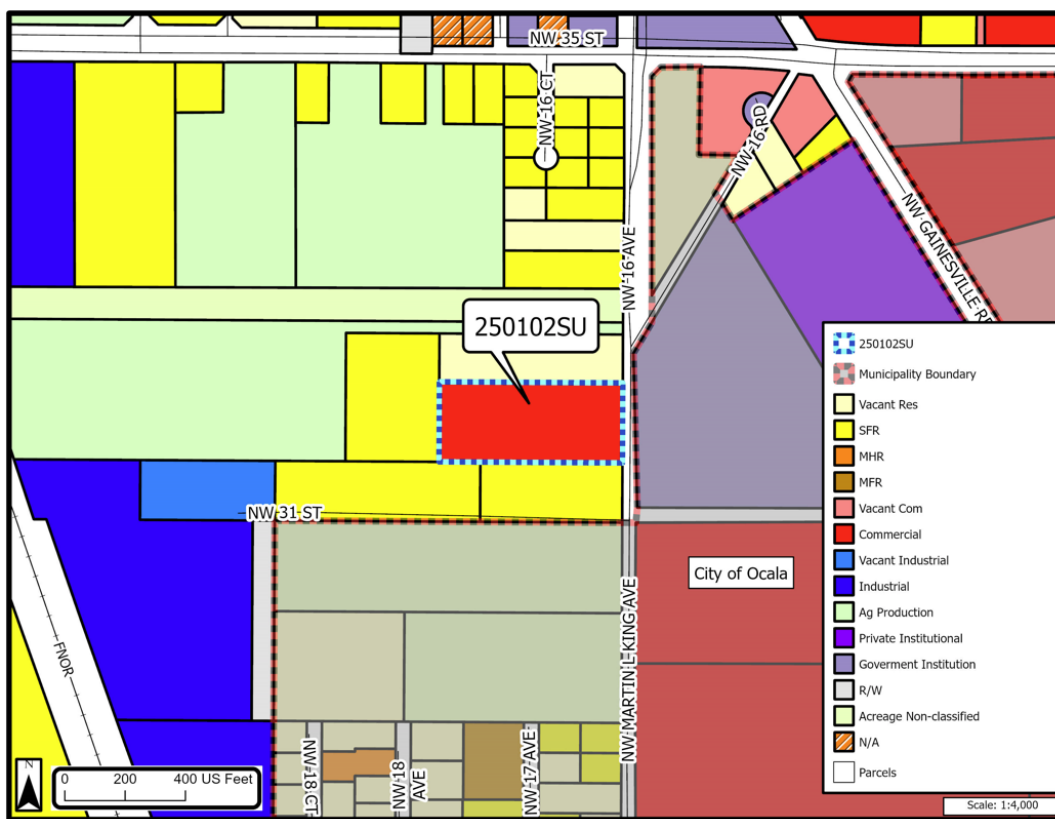 NW 35 ST
NW 16 CT
NW 16 RD
NW 16 AVE
NW GAINESVILLE RD
250102SU
NW 31 ST
City of Ocala
NW MARTIN L KING AVE
FNOR
NW 18 CT
NW 18
AVE
NW 17 AVE
250102SU
Municipality Boundary
Vacant Res
SFR
MHR
MFR
Vacant Com
Commercial
Vacant Industrial
Industrial
Ag Production
Private Institutional
Goverment Institution
R/W
Acreage Non-classified
N/A
Parcels
N
0 200 400 US Feet
Scale: 1:4,000